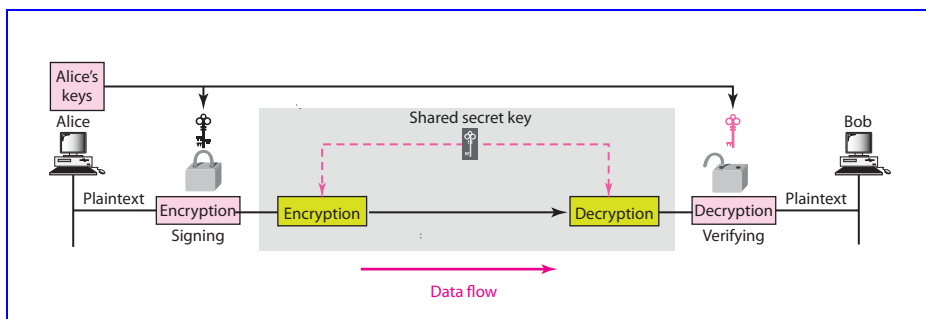 Alice's
keys
Alice
Shared secret key
Bob
Plaintext
Encryption
Signing
Encryption
Decryption
Decryption
Verifying
Plaintext
Data flow